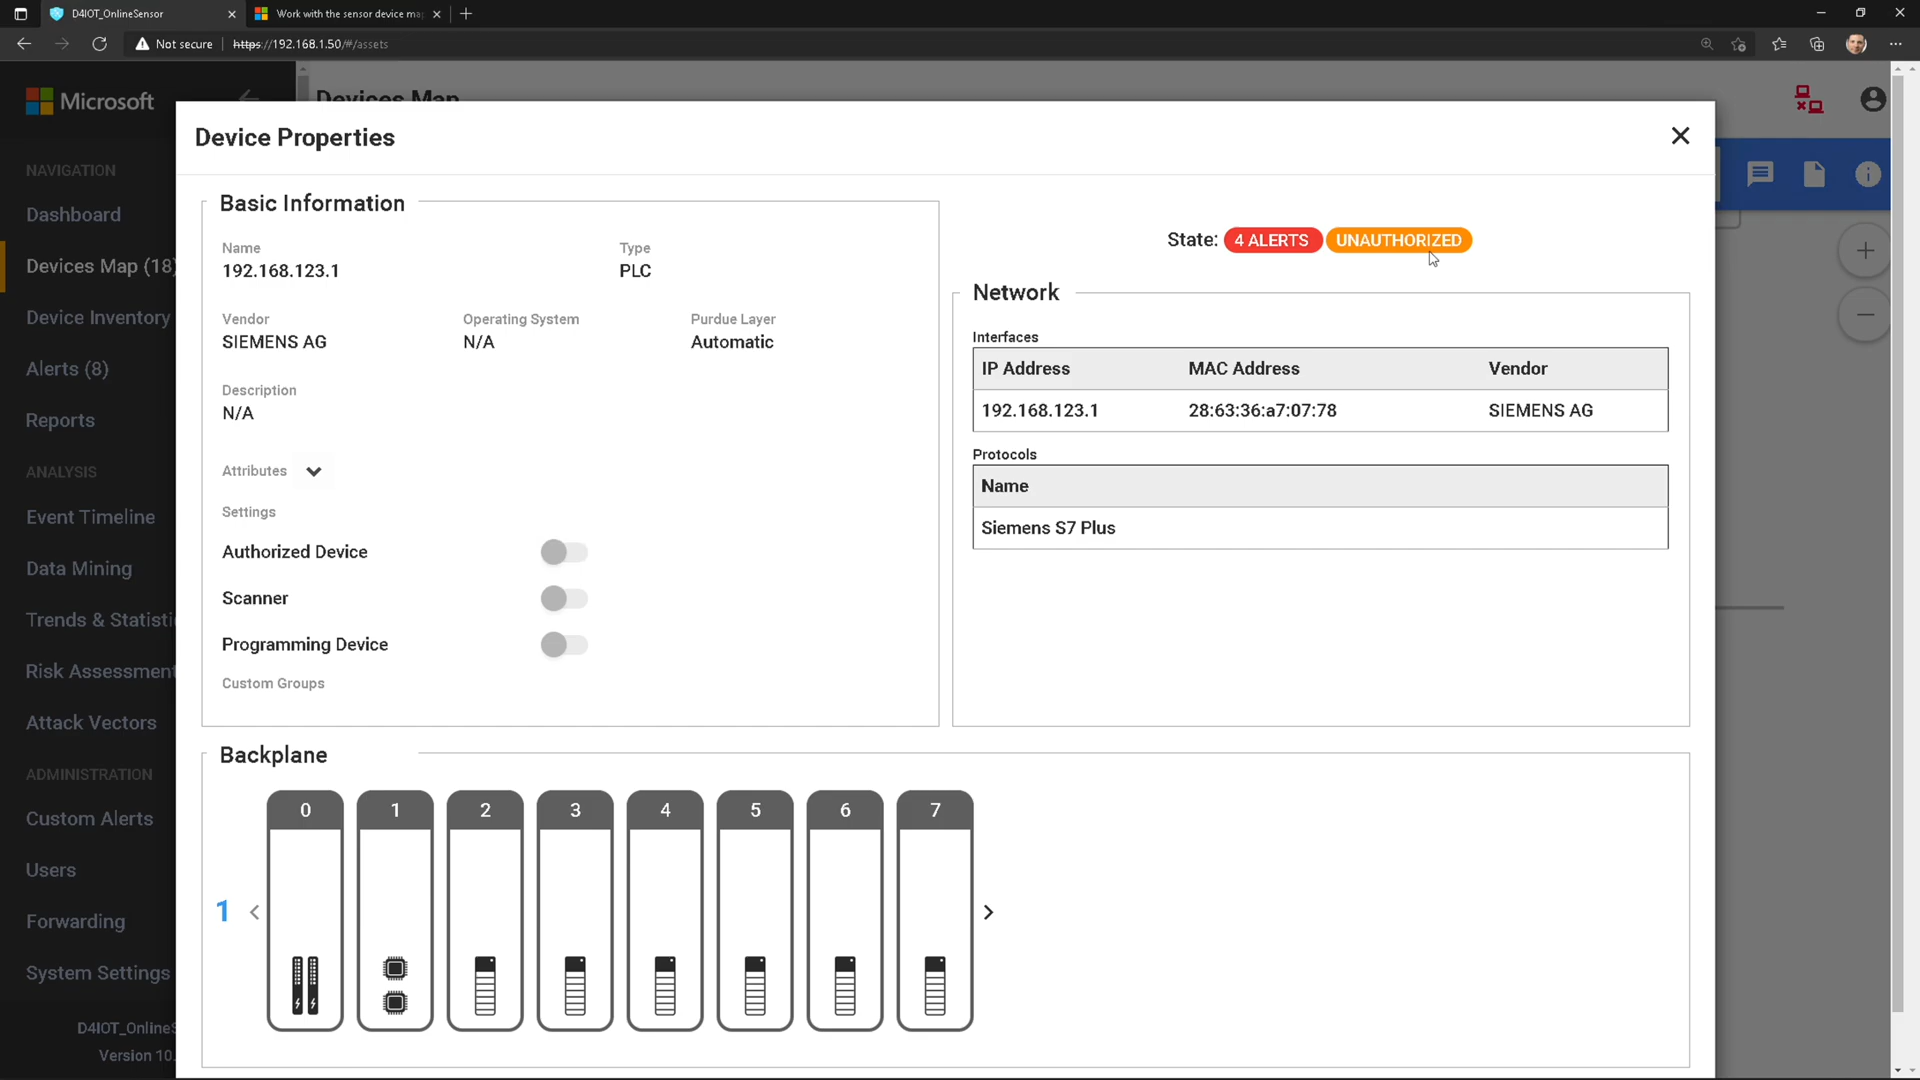 D4IOT_OnlineSensor
Work with the sensor device ma
Not secure
https://192.168.1.50/#/assets
Microsoft
Devices Map
NAVIGATION
Dashboard
Devices Map (18)
Device Inventory
Alerts (8)
Reports
ANALYSIS
Event Timeline
Data Mining
Trends & Statisti
Risk Assessment
Attack Vectors
ADMINISTRATION
Custom Alerts
Users
Forwarding
System Settings
D4IOT_OnlineS
Version 10.
Device Properties
Basic Information
Name
192.168.123.1
Type
PLC
Vendor
SIEMENS AG
Operating System
N/A
Purdue Layer
Automatic
Description
N/A
Attributes
Settings
Authorized Device
Scanner
Programming Device
Custom Groups
State: 4 ALERTS UNAUTHORIZED
Network
Interfaces
IP Address MAC Address Vendor
192.168.123.1 28:63:36:a7:07:78 SIEMENS AG
Protocols
Name
Siemens S7 Plus
Backplane
0 1 2 3 4 5 6 7
1